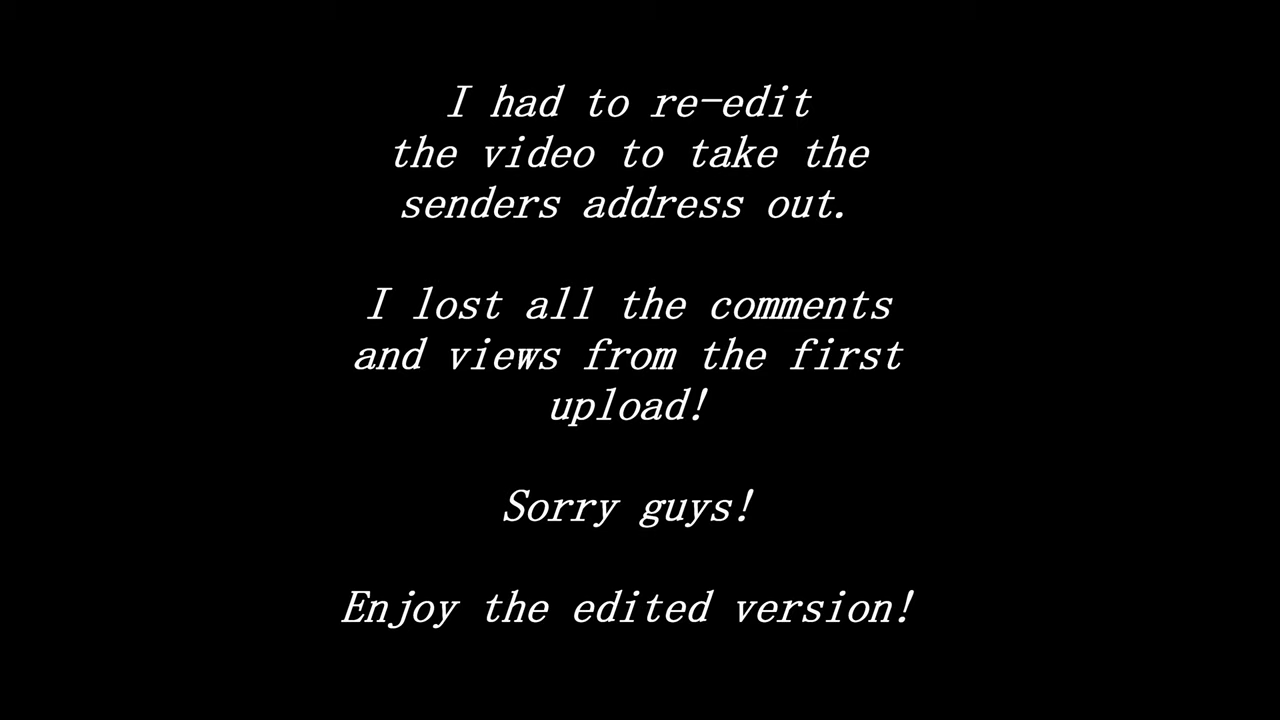 I had to re-edit
the video to take the
senders address out.
I lost all the comments
and views from the first
upload!
Sorry guys!
Enjoy the edited version!